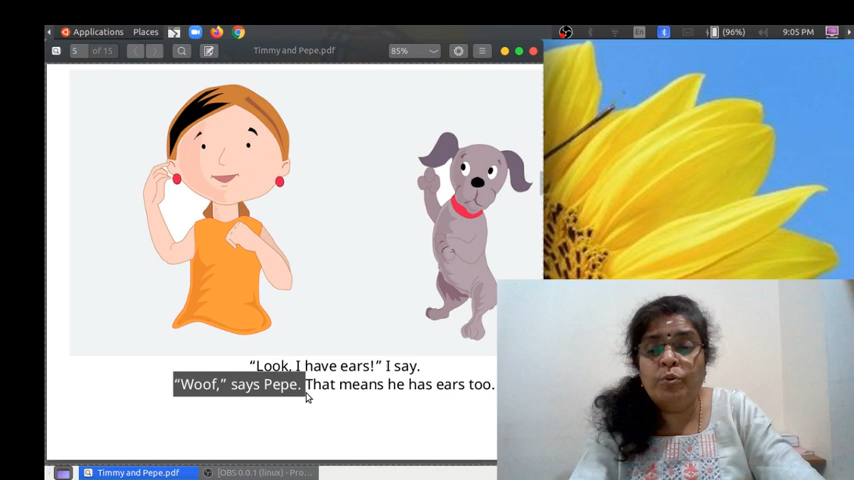 Applications Places En (96%) 9:05 PM
5 of 15 Timmy and Pepe.pdf 85%
“Look, I have ears!” I say.
“Woof,” says Pepe. That means he has ears too.
Timmy and Pepe.pdf [OBS 0.0.1 (linux) - Pro...